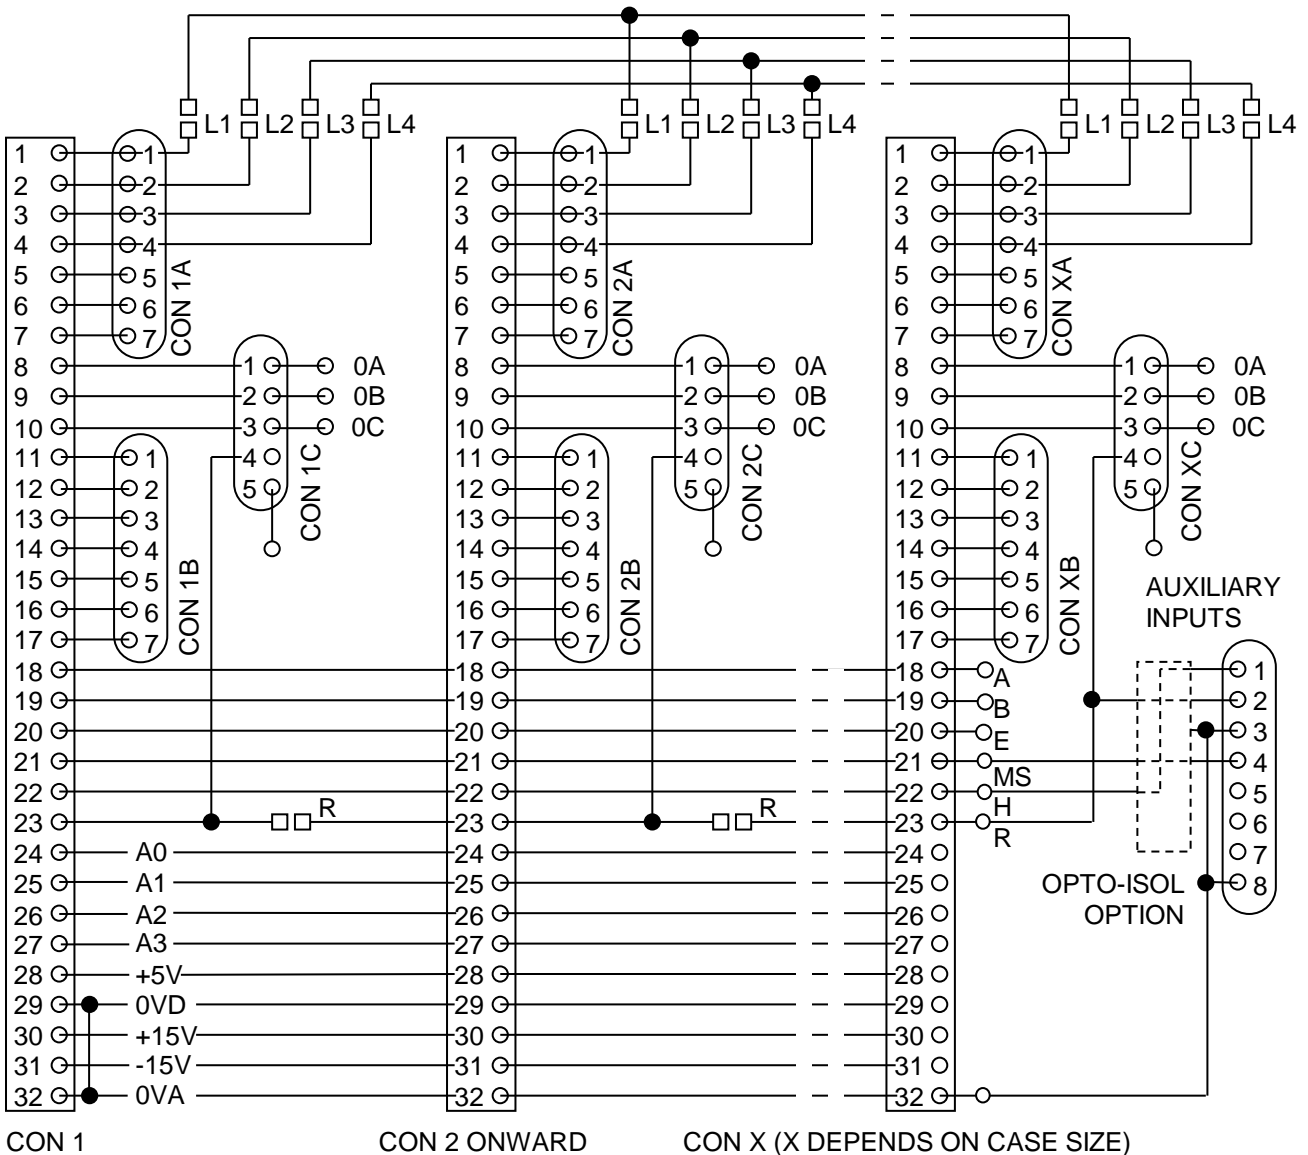 L1 L2 L3 L4 L1 L2 L3 L4 L1 L2 L3 L4
1 1 1 1 1 1
2 2 2 2 2 2
3 3 3 3 3 3
4 4 4 4 4 4
5 5 5 5 5 5
6 6 6 6 6 6
7 7 7 7 7 7
CON 1A CON 2A CON XA
8 1 0A 8 1 0A 8 1 0A
9 2 0B 9 2 0B 9 2 0B
10 3 0C 10 3 0C 10 3 0C
11 1 4 11 1 4 11 1 4
12 2 5 12 2 5 12 2 5
CON 1C CON 2C CON XC
13 3 13 3 13 3
14 4 14 4 14 4
15 5 15 5 15 5
16 6 16 6 16 6
17 7 17 7 17 7
CON 1B CON 2B CON XB
AUXILIARY
INPUTS
18 18 18 A 1
19 19 19 B 2
20 20 20 E 3
21 21 21 MS 4
22 22 22 H 5
23 R 23 R 23 R 6
24 A0 24 24 7
25 A1 25 25 8
OPTO-ISOL
OPTION
26 A2 26 26
27 A3 27 27
28 +5V 28 28
29 0VD 29 29
30 +15V 30 30
31 -15V 31 31
32 0VA 32 32
CON 1 CON 2 ONWARD CON X (X DEPENDS ON CASE SIZE)